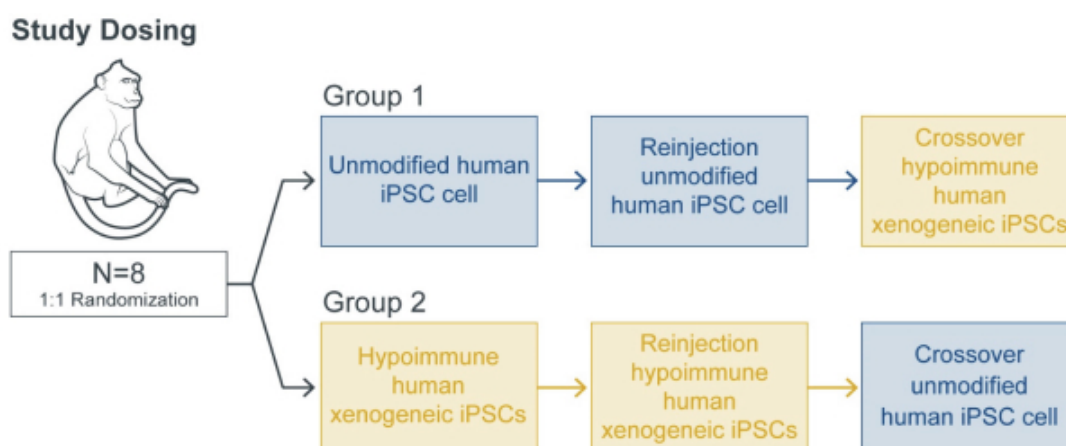 Study Dosing
N=8
1:1 Randomization
Group 1
Unmodified human
iPSC cell
Reinjection
unmodified
human iPSC cell
Crossover
hypoimmune
human
xenogeneic iPSCs
Group 2
Hypoimmune
human
xenogeneic iPSCs
Reinjection
hypoimmune
human
xenogeneic iPSCs
Crossover
unmodified
human iPSC cell